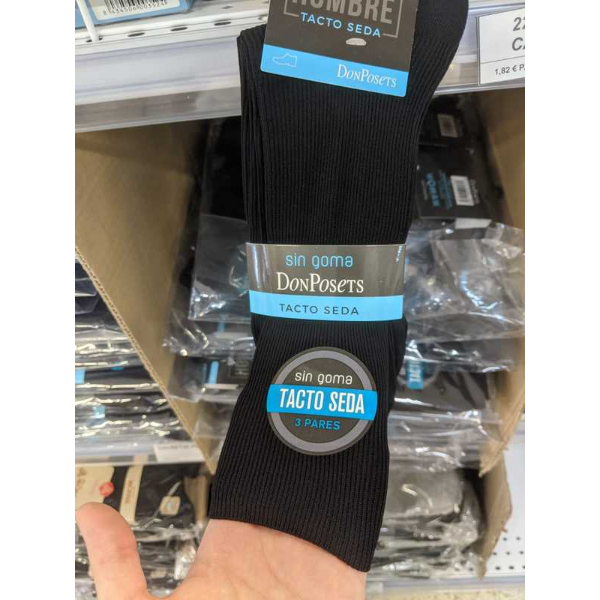 HOMBRE
TACTO SEDA
DonPosets
sin goma
DonPosets
TACTO SEDA
sin goma
TACTO SEDA
3 PARES
1,82 €